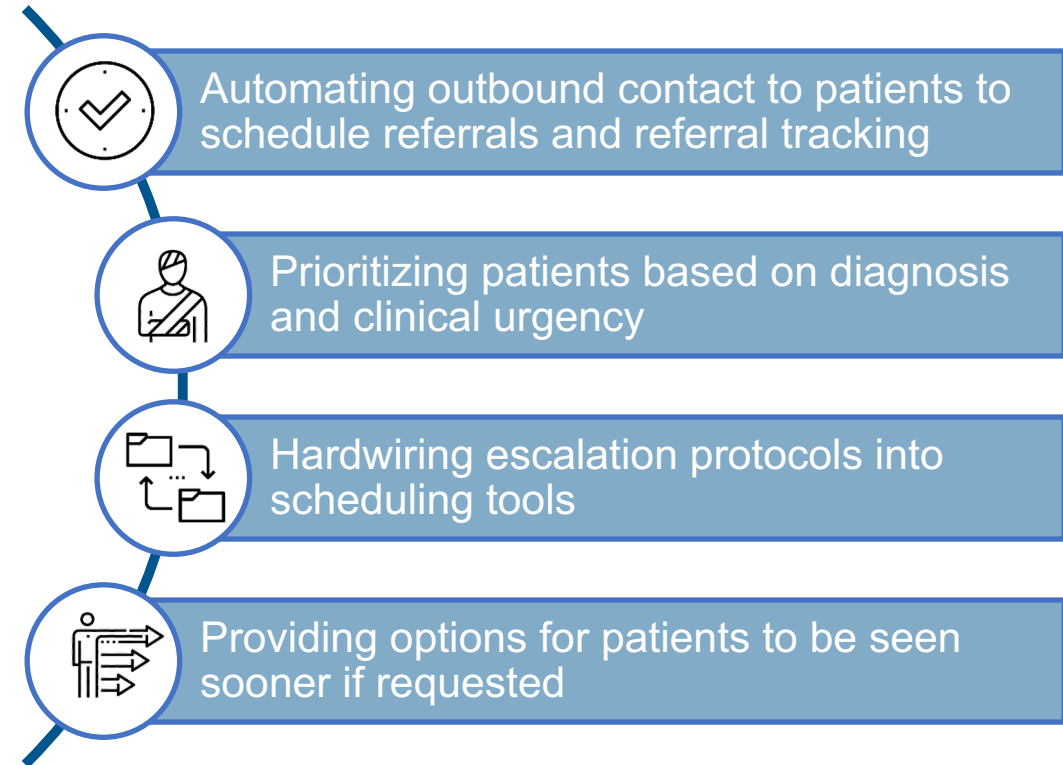 Automating outbound contact to patients to
schedule referrals and referral tracking
Prioritizing patients based on diagnosis
and clinical urgency
Hardwiring escalation protocols into
scheduling tools
Providing options for patients to be seen
sooner if requested